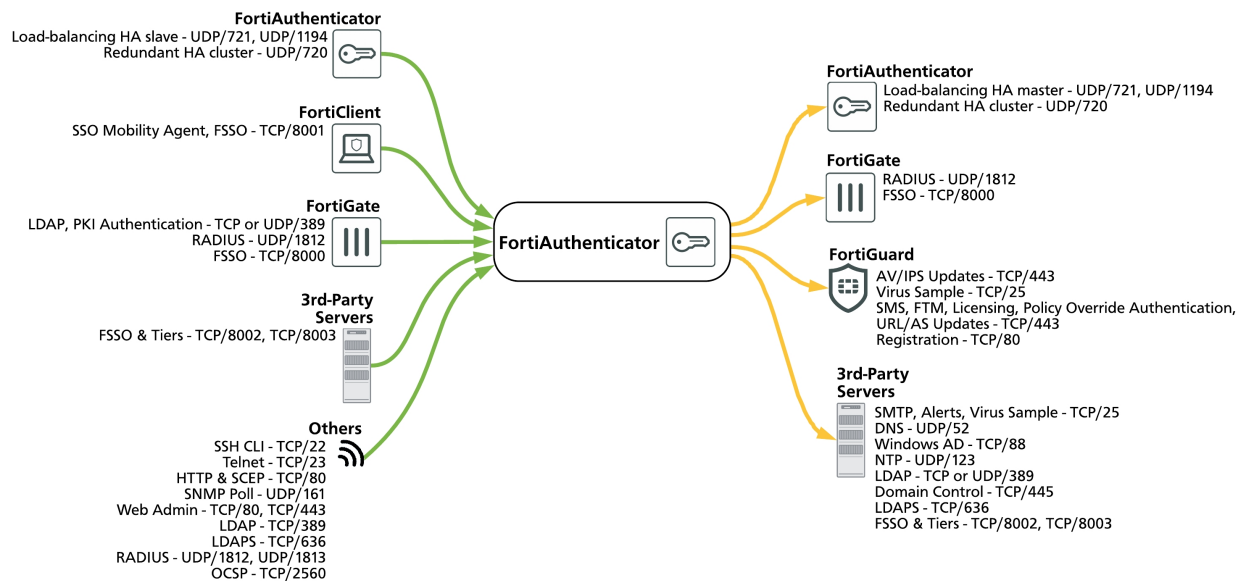 FortiAuthenticator
Load-balancing HA slave - UDP/721, UDP/1194
Redundant HA cluster - UDP/720
FortiClient
SSO Mobility Agent, FSSO - TCP/8001
FortiGate
LDAP, PKI Authentication - TCP or UDP/389
RADIUS - UDP/1812
FSSO - TCP/8000
3rd-Party
Servers
FSSO & Tiers - TCP/8002, TCP/8003
Others
SSH CLI - TCP/22
Telnet - TCP/23
HTTP & SCEP - TCP/80
SNMP Poll - UDP/161
Web Admin - TCP/80, TCP/443
LDAP - TCP/389
LDAPS - TCP/636
RADIUS - UDP/1812, UDP/1813
OCSP - TCP/2560
FortiAuthenticator
FortiAuthenticator
Load-balancing HA master - UDP/721, UDP/1194
Redundant HA cluster - UDP/720
FortiGate
RADIUS - UDP/1812
FSSO - TCP/8000
FortiGuard
AV/IPS Updates - TCP/443
Virus Sample - TCP/25
SMS, FTM, Licensing, Policy Override Authentication,
URL/AS Updates - TCP/443
Registration - TCP/80
3rd-Party
Servers
SMTP, Alerts, Virus Sample - TCP/25
DNS - UDP/52
Windows AD - TCP/88
NTP - UDP/123
LDAP - TCP or UDP/389
Domain Control - TCP/445
LDAPS - TCP/636
FSSO & Tiers - TCP/8002, TCP/8003